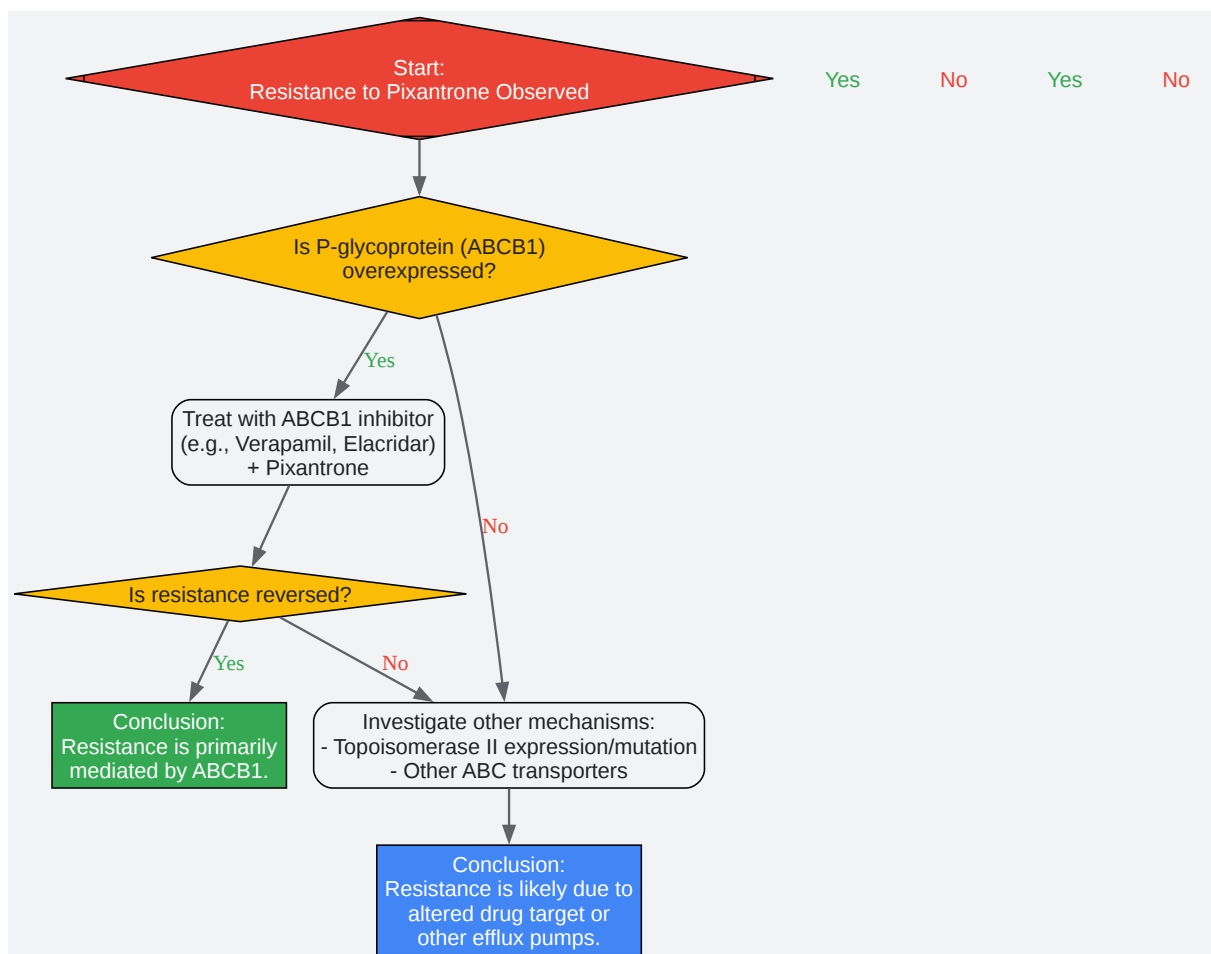 Start:
Resistance to Pixantrone Observed
Yes
No
Yes
No
Is P-glycoprotein (ABCB1)
overexpressed?
Yes
Treat with ABCB1 inhibitor
(e.g., Verapamil, Elacridar)
+ Pixantrone
No
Is resistance reversed?
Yes
No
Conclusion:
Resistance is primarily
mediated by ABCB1.
Investigate other mechanisms:
- Topoisomerase II expression/mutation
- Other ABC transporters
Conclusion:
Resistance is likely due to
altered drug target or
other efflux pumps.